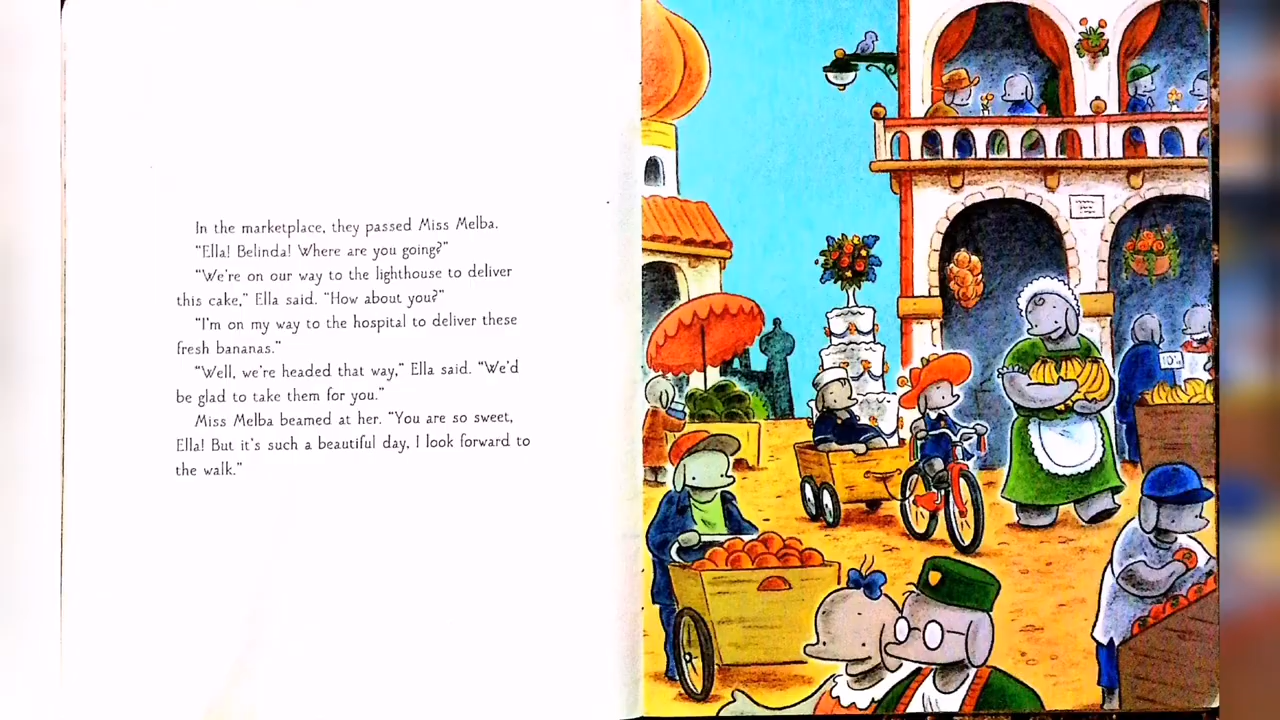 In the marketplace, they passed Miss Melba.
"Ella! Belinda! Where are you going?"
"We're on our way to the lighthouse to deliver
this cake," Ella said. "How about you?"
"I'm on my way to the hospital to deliver these
fresh bananas."
"Well, we're headed that way," Ella said. "We'd
be glad to take them for you."
Miss Melba beamed at her. "You are so sweet,
Ella! But it's such a beautiful day, I look forward to
the walk."